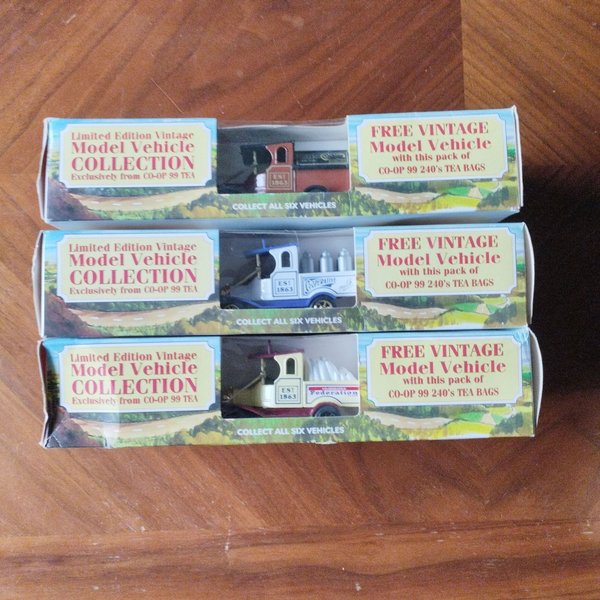 Limited Edition Vintage
Model Vehicle
COLLECTION
Exclusively from CO-OP 99 TEA
EST
1863
COLLECT ALL SIX VEHICLES
FREE VINTAGE
Model Vehicle
with this pack of
CO-OP 99 240's TEA BAGS
Limited Edition Vintage
Model Vehicle
COLLECTION
Exclusively from CO-OP 99 TEA
EST
1863
COLLECT ALL SIX VEHICLES
FREE VINTAGE
Model Vehicle
with this pack of
CO-OP 99 240's TEA BAGS
Limited Edition Vintage
Model Vehicle
COLLECTION
Exclusively from CO-OP 99 TEA
EST
1863
Federation
COLLECT ALL SIX VEHICLES
FREE VINTAGE
Model Vehicle
with this pack of
CO-OP 99 240's TEA BAGS